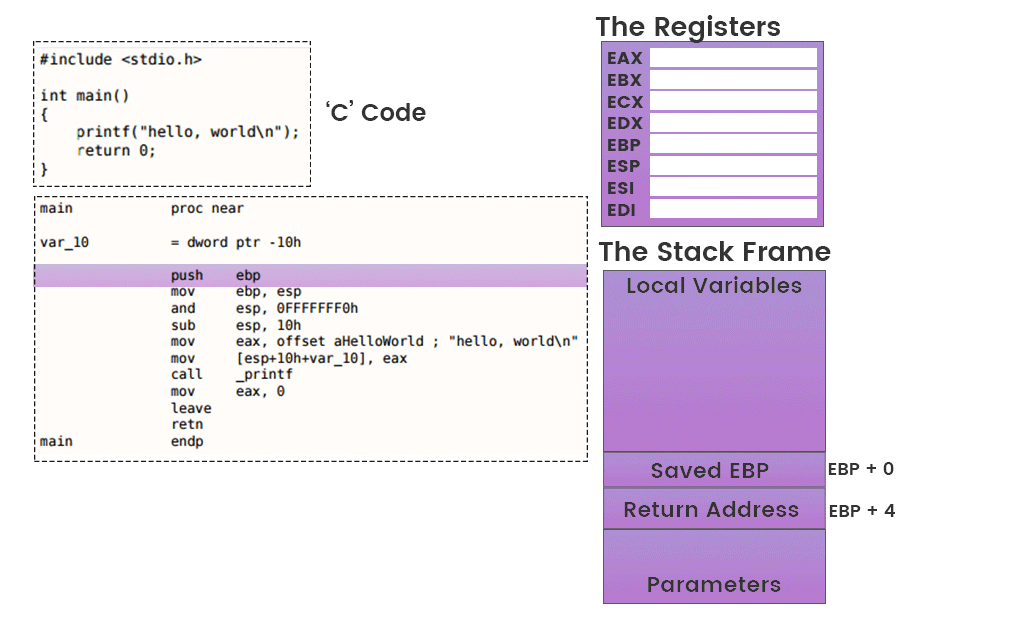 #include <stdio.h>
int main()
{
printf("hello, world\n");
return 0;
}
‘C’ Code
main proc near
var_10 = dword ptr -10h
push ebp
mov ebp, esp
and esp, 0FFFFFFF0h
sub esp, 10h
mov eax, offset aHelloWorld ; "hello, world\n"
mov [esp+10h+var_10], eax
call _printf
mov eax, 0
leave
retn
main endp
The Registers
EAX
EBX
ECX
EDX
EBP
ESP
ESI
EDI
The Stack Frame
Local Variables
Saved EBP EBP + 0
Return Address EBP + 4
Parameters